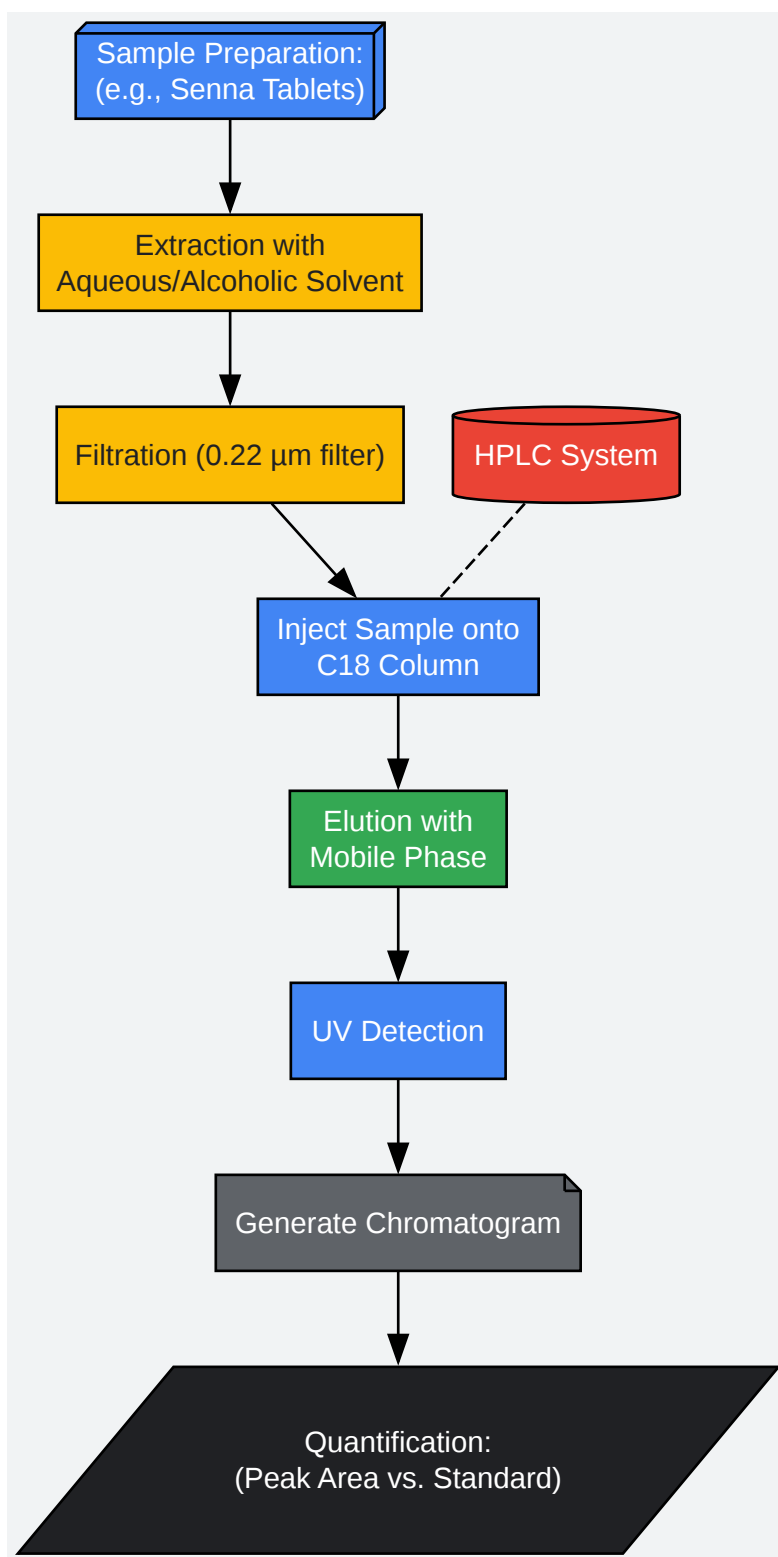 Sample Preparation:
(e.g., Senna Tablets)
Extraction with
Aqueous/Alcoholic Solvent
Filtration (0.22 µm filter)
HPLC System
Inject Sample onto
C18 Column
Elution with
Mobile Phase
UV Detection
Generate Chromatogram
Quantification:
(Peak Area vs. Standard)